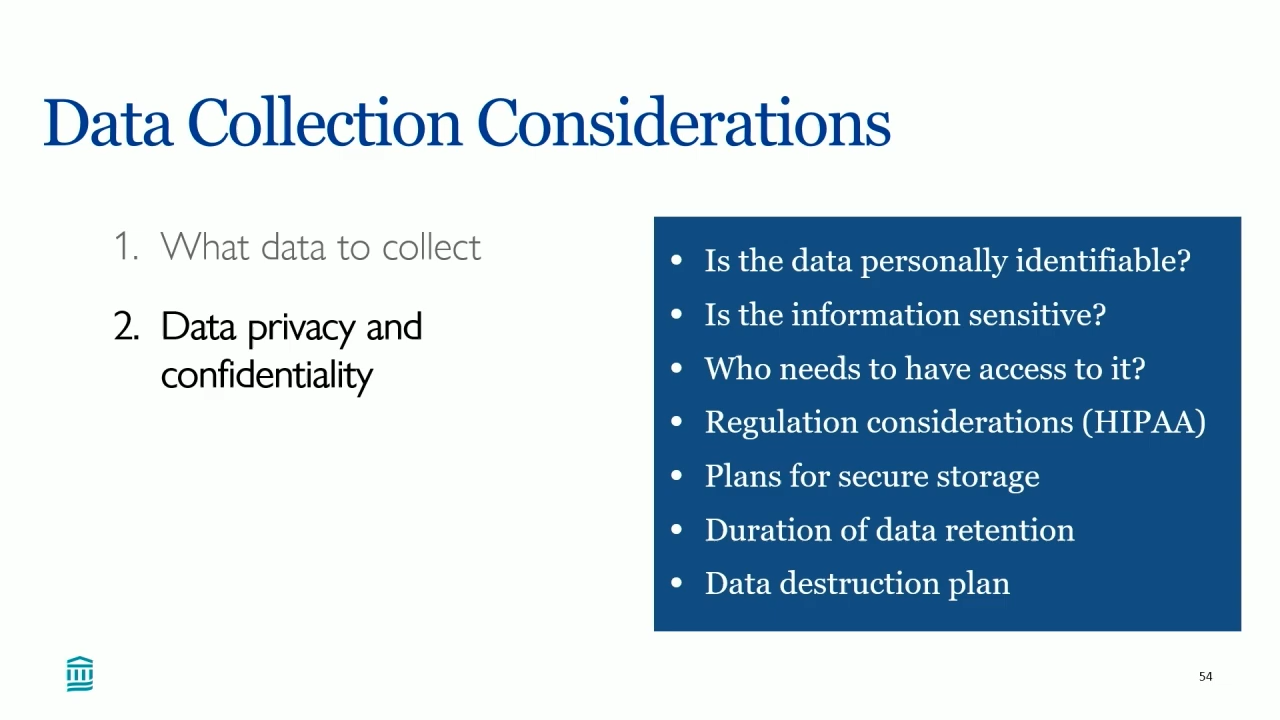 Data Collection Considerations
1. What data to collect
2. Data privacy and
confidentiality
• Is the data personally identifiable?
• Is the information sensitive?
• Who needs to have access to it?
• Regulation considerations (HIPAA)
• Plans for secure storage
• Duration of data retention
• Data destruction plan
54